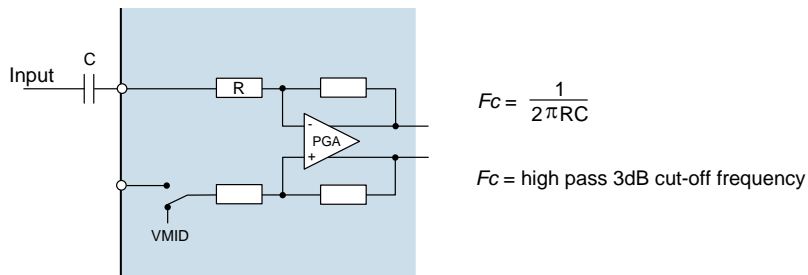 C
Input
R
-
PGA
+
VMID
Fc = 1 / 2πRC
Fc = high pass 3dB cut-off frequency